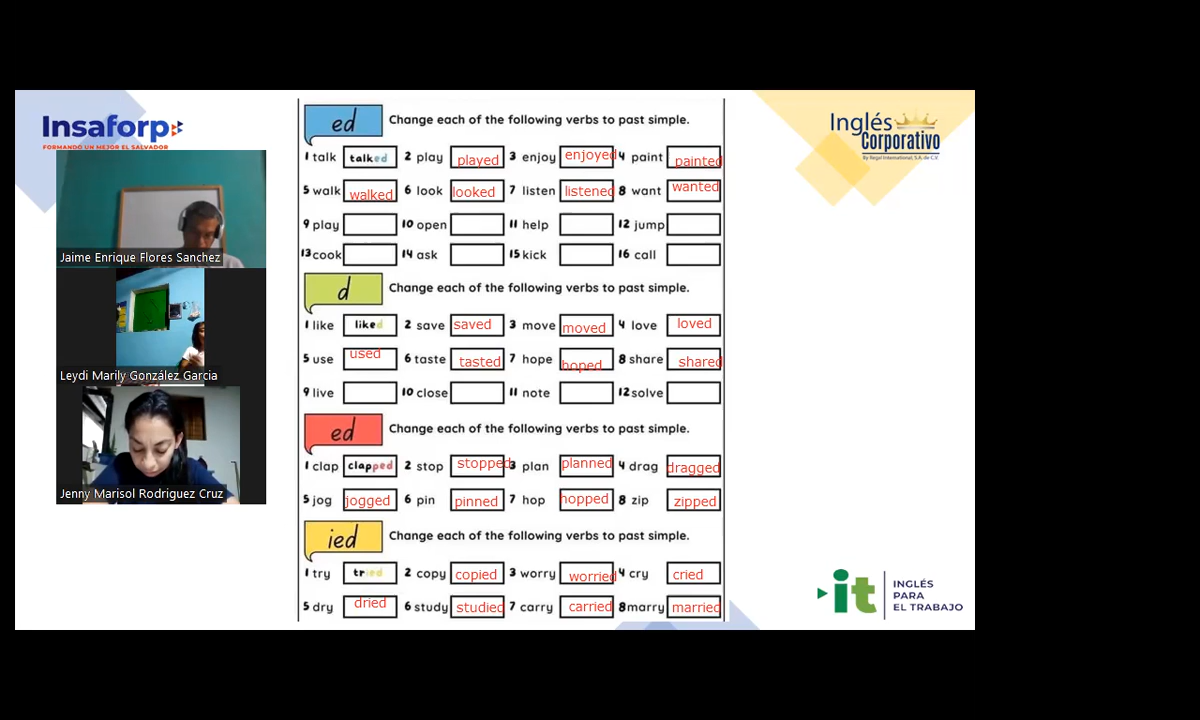 Insaforp
FORMANDO UN MEJOR EL SALVADOR
Inglés
Corporativo
By Regal International, S.A. de C.V.
Jaime Enrique Flores Sanchez
Leydi Marily González Garcia
Jenny Marisol Rodriguez Cruz
ed Change each of the following verbs to past simple.
1 talk talked 2 play played 3 enjoy enjoyed 4 paint painted
5 walk walked 6 look looked 7 listen listened 8 want wanted
9 play 10 open 11 help 12 jump
13 cook 14 ask 15 kick 16 call
d Change each of the following verbs to past simple.
1 like liked 2 save saved 3 move moved 4 love loved
5 use used 6 taste tasted 7 hope hoped 8 share shared
9 live 10 close 11 note 12 solve
ed Change each of the following verbs to past simple.
1 clap clapped 2 stop stopped 3 plan planned 4 drag dragged
5 jog jogged 6 pin pinned 7 hop hopped 8 zip zipped
ied Change each of the following verbs to past simple.
1 try tried 2 copy copied 3 worry worried 4 cry cried
5 dry dried 6 study studied 7 carry carried 8 marry married
it
INGLÉS
PARA
EL TRABAJO